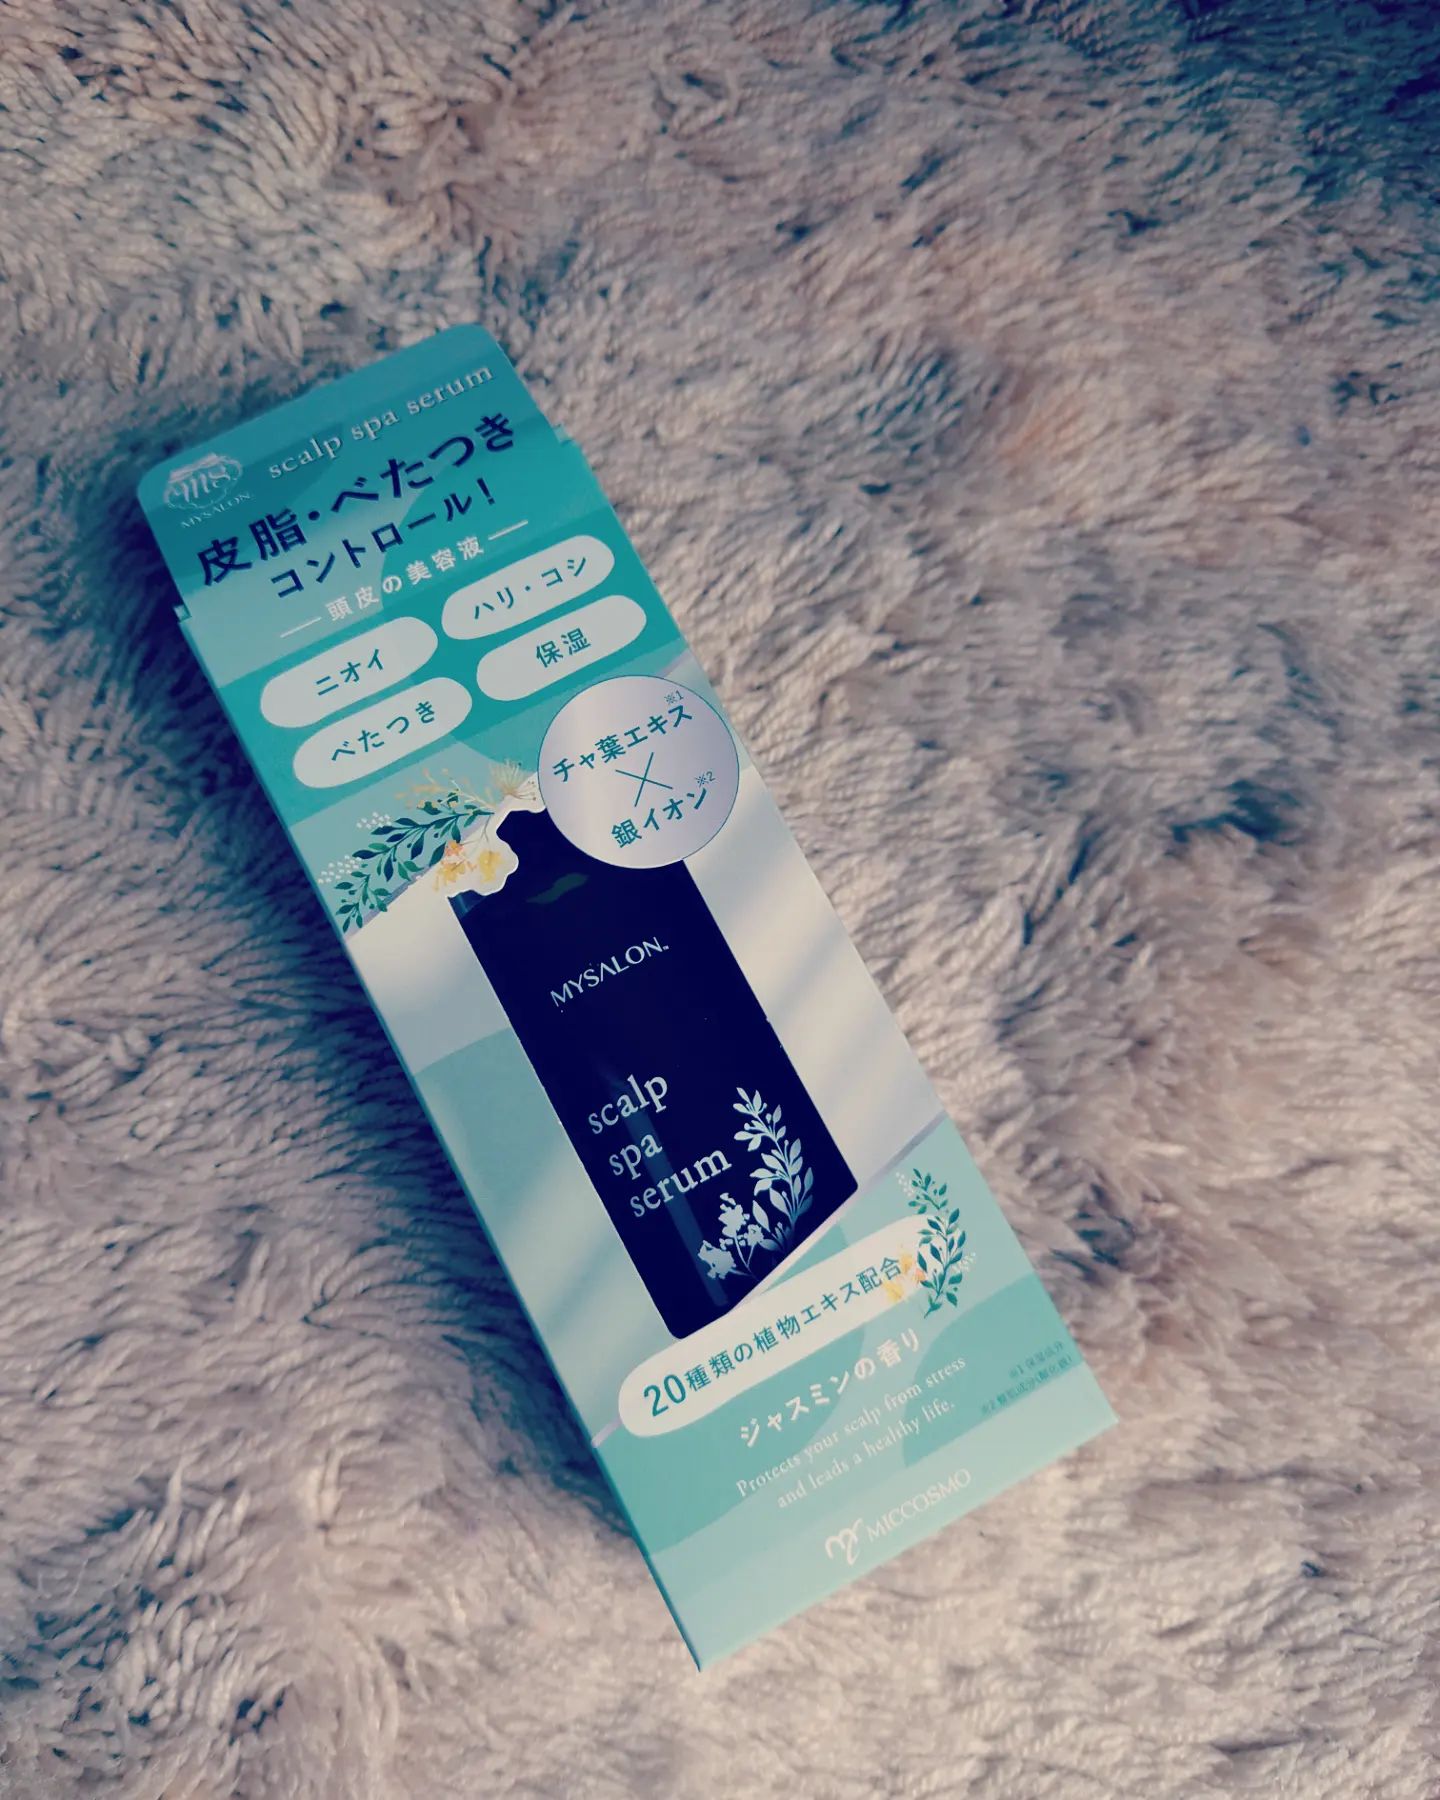 scalp spa serum
ms
MYSALON
皮脂・べたつき
コントロール!
頭皮の美容液
ニオイ
ハリ・コシ
べたつき
保湿
チャ葉エキス※1
×
銀イオン※2
MYSALON™
scalp
spa
serum
20種類の植物エキス配合
ジャスミンの香り
Protects your scalp from stress
and leads a healthy life.
※1 保湿成分
MICCOSMO